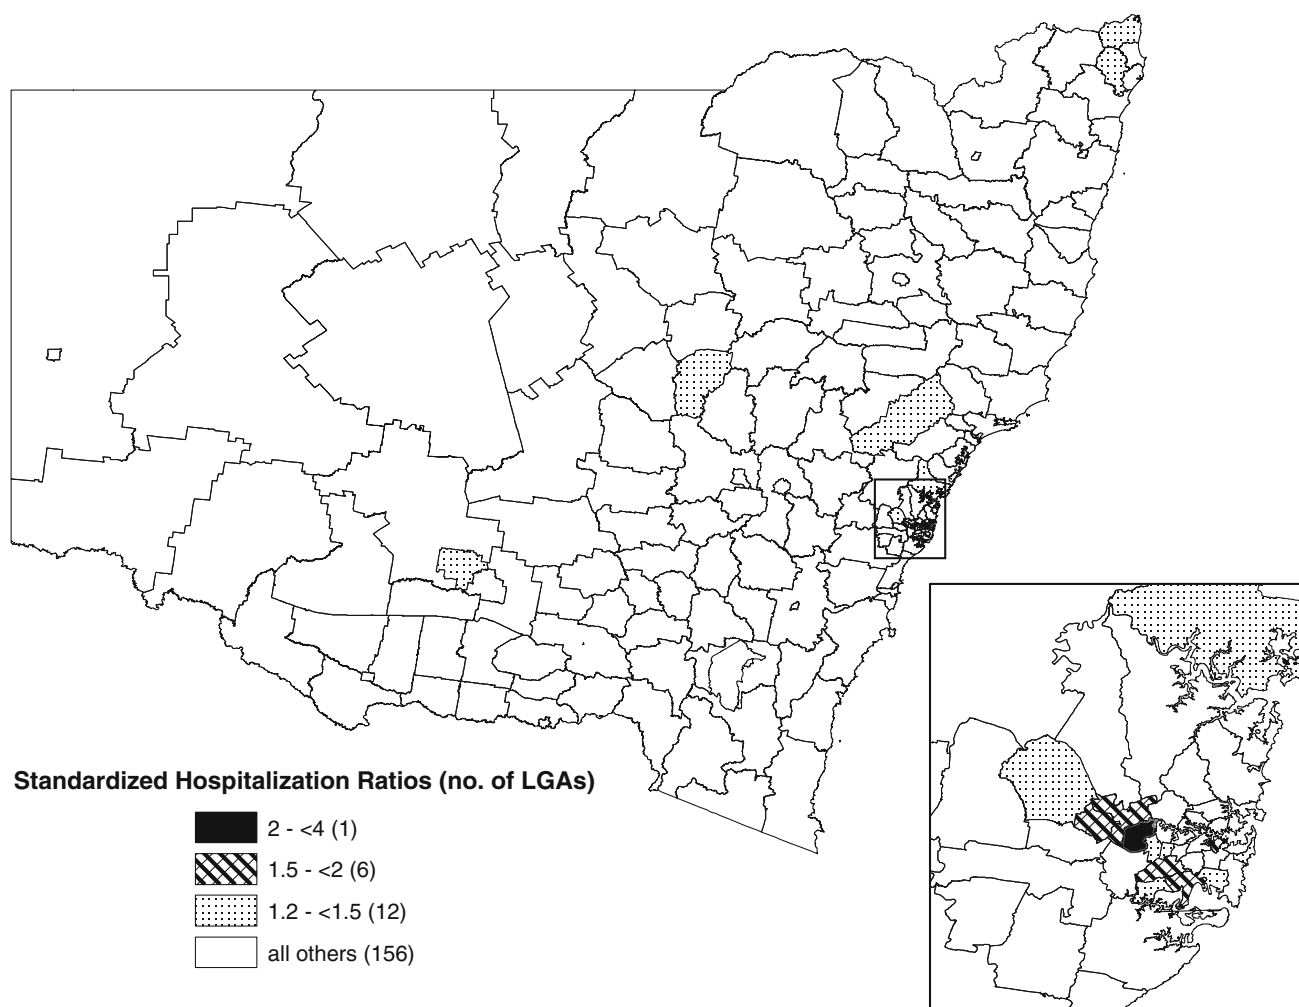 Standardized Hospitalization Ratios (no. of LGAs)
2 - <4 (1)
1.5 - <2 (6)
1.2 - <1.5 (12)
all others (156)